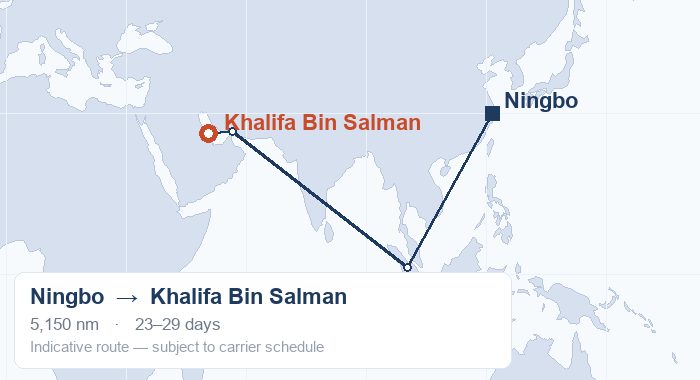 Ningbo
Khalifa Bin Salman
Ningbo → Khalifa Bin Salman
5,150 nm · 23–29 days
Indicative route — subject to carrier schedule